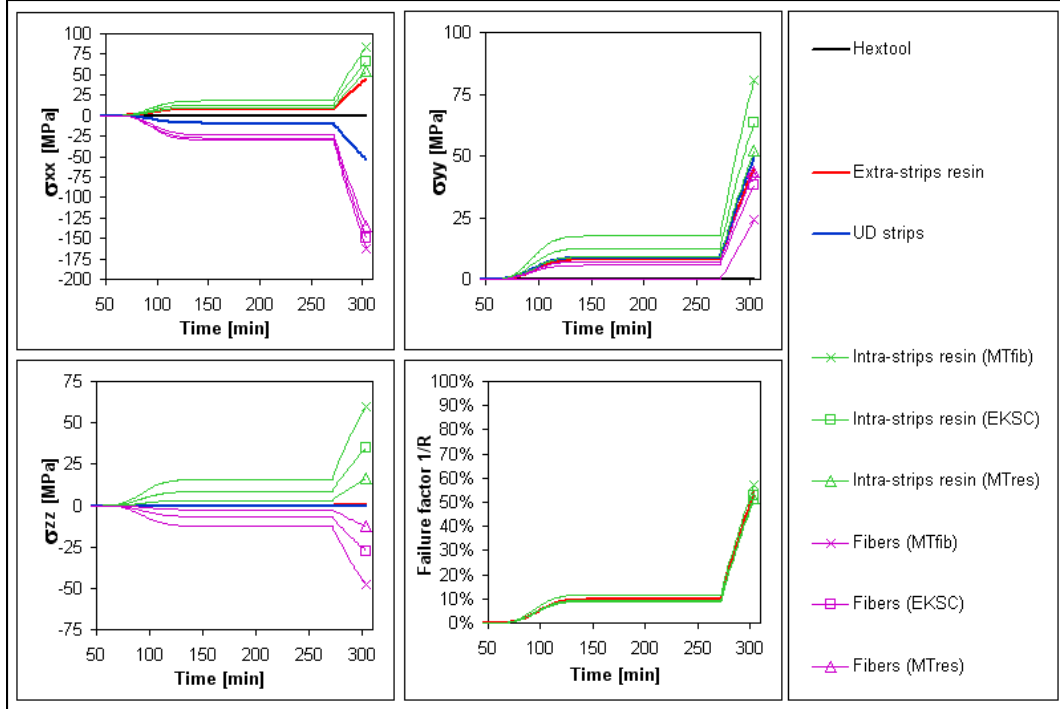 100
75
50
25
0
-25
-50
-75
-100
-125
-150
-175
-200
σxx [MPa]
50 100 150 200 250 300
Time [min]
100
75
50
25
0
σyy [MPa]
50 100 150 200 250 300
Time [min]
75
50
25
0
-25
-50
-75
σzz [MPa]
50 100 150 200 250 300
Time [min]
100%
90%
80%
70%
60%
50%
40%
30%
20%
10%
0%
Failure factor 1/R
50 100 150 200 250 300
Time [min]
Hextool
Extra-strips resin
UD strips
Intra-strips resin (MTfib)
Intra-strips resin (EKSC)
Intra-strips resin (MTres)
Fibers (MTfib)
Fibers (EKSC)
Fibers (MTres)